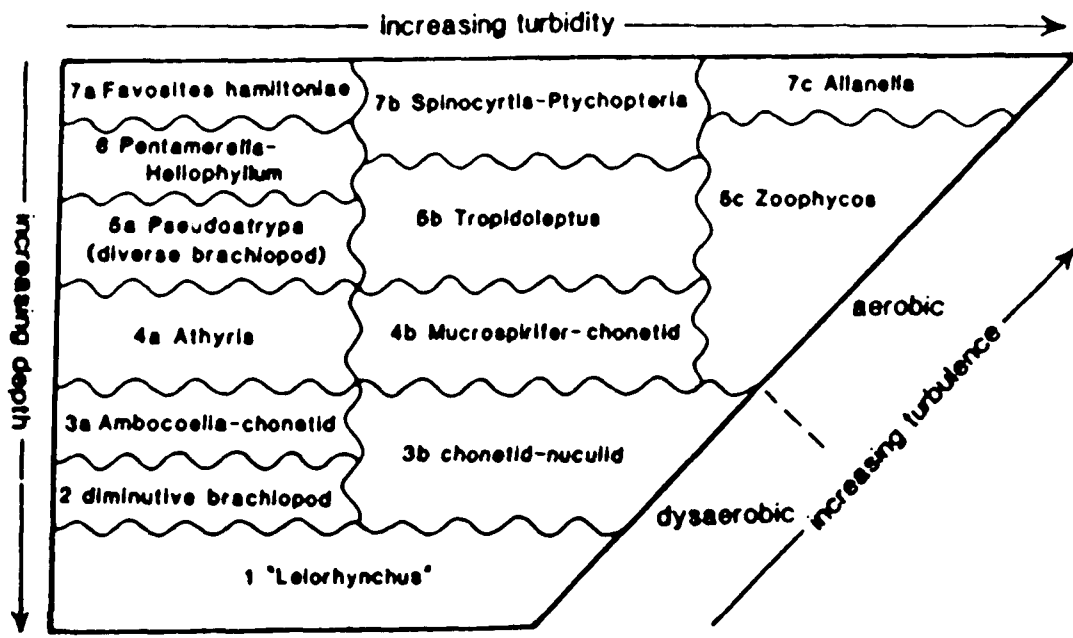 increasing turbidity
7a Favosites hamiltoniae
7b Spinocyrtia-Ptychopteria
7c Allanella
6 Pentamerella-
Heliophyllum
5a Pseudoatrypa
(diverse brachiopod)
5b Tropidoleptus
5c Zoophycos
increasing depth
4a Athyris
4b Mucrospirifer-chonetid
aerobic
3a Ambocoelia-chonetid
3b chonetid-nuculid
increasing turbulence
2 diminutive brachiopod
dysaerobic
1 "Leiorhynchus"